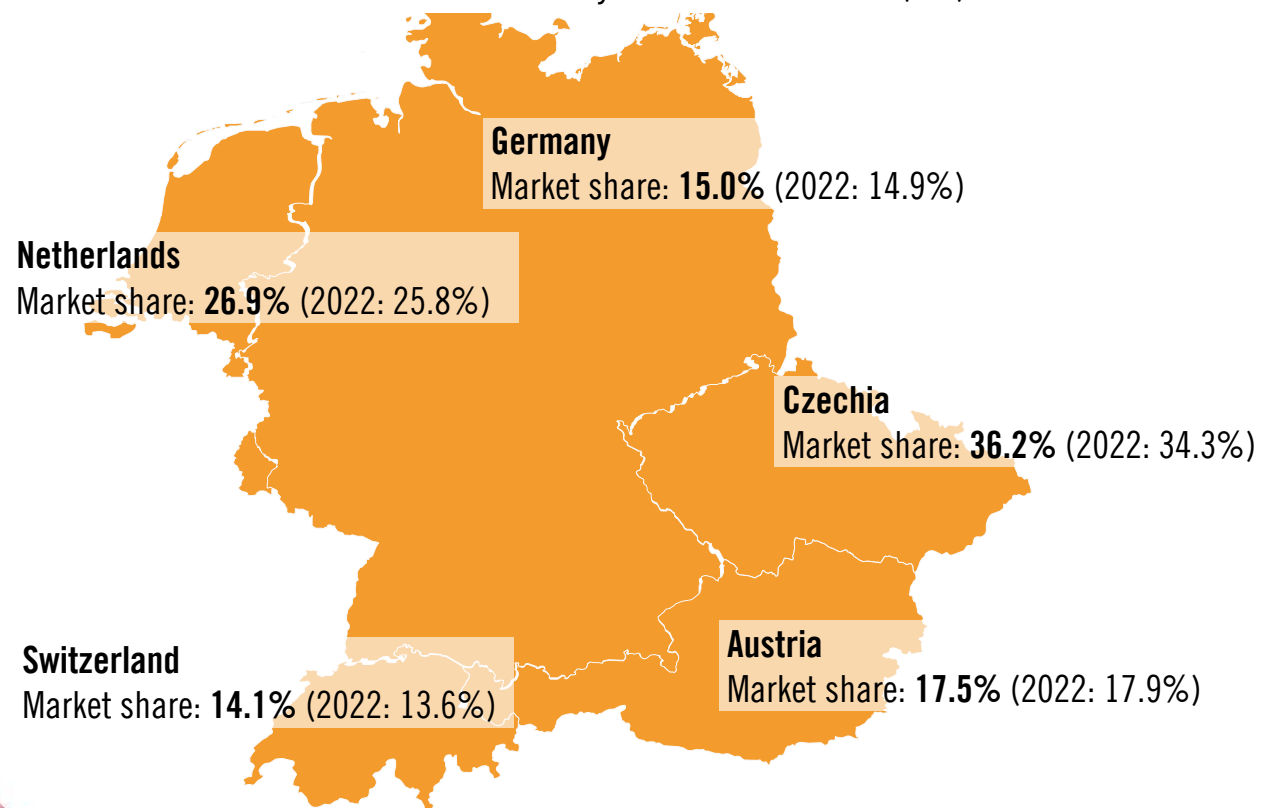 Germany
Market share: 15.0% (2022: 14.9%)
Netherlands
Market share: 26.9% (2022: 25.8%)
Czechia
Market share: 36.2% (2022: 34.3%)
Switzerland
Market share: 14.1% (2022: 13.6%)
Austria
Market share: 17.5% (2022: 17.9%)